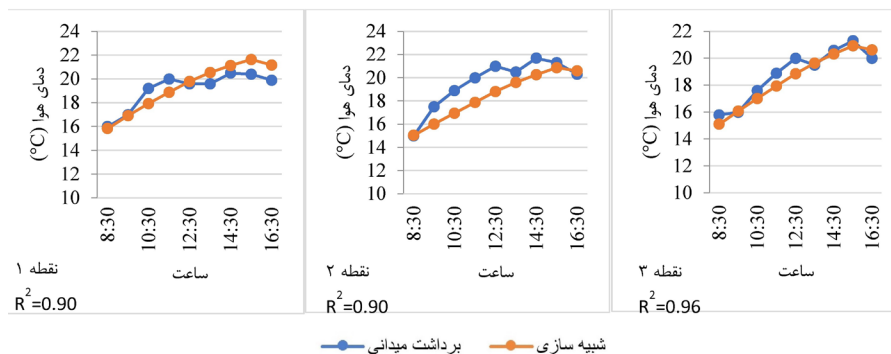 دمای هوا (°C)
24
22
20
18
16
14
12
10
8:30
10:30
12:30
14:30
16:30
ساعت
نقطه ۱
R²=0.90
دمای هوا (°C)
24
22
20
18
16
14
12
10
8:30
10:30
12:30
14:30
16:30
ساعت
نقطه ۲
R²=0.90
دمای هوا (°C)
22
20
18
16
14
12
10
8:30
10:30
12:30
14:30
16:30
ساعت
نقطه ۳
R²=0.96
برداشت میدانی
شبیه سازی